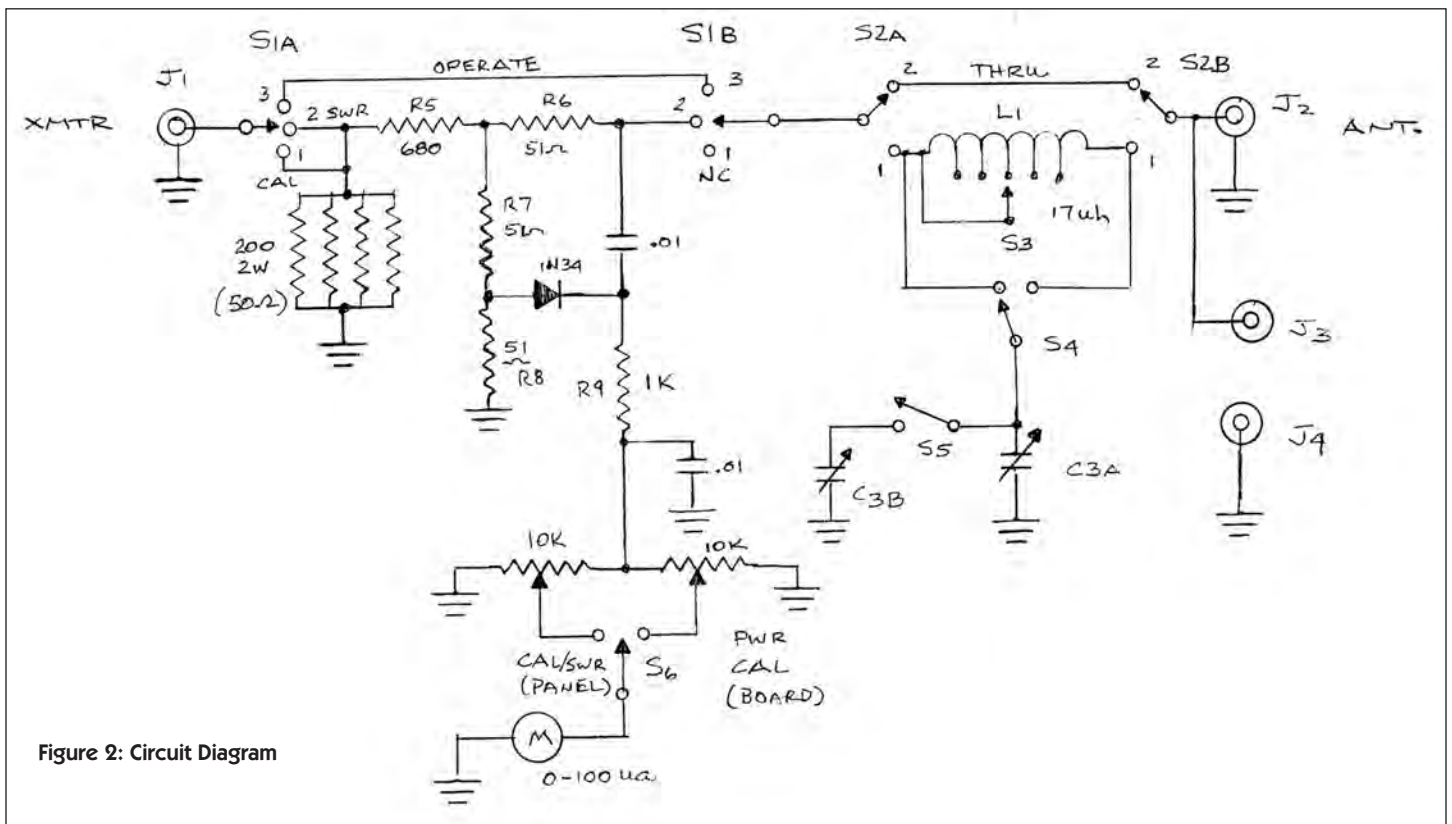 S1A
S1B
S2A
J1
3
OPERATE
3
2
THRU
2
S2B
J2
XMTR
2 SWR
R5
R6
2
L1
ANT.
1
680
51Ω
1
1
1
CAL
NC
17uh
R7
51Ω
.01
S3
200
2W
(50Ω)
1N34
S4
J3
51
Ω
R8
R9
1K
J4
S5
.01
C3B
C3A
10K
10K
CAL/SWR
(PANEL)
S6
PWR
CAL
(BOARD)
M
0-100 ua
Figure 2: Circuit Diagram